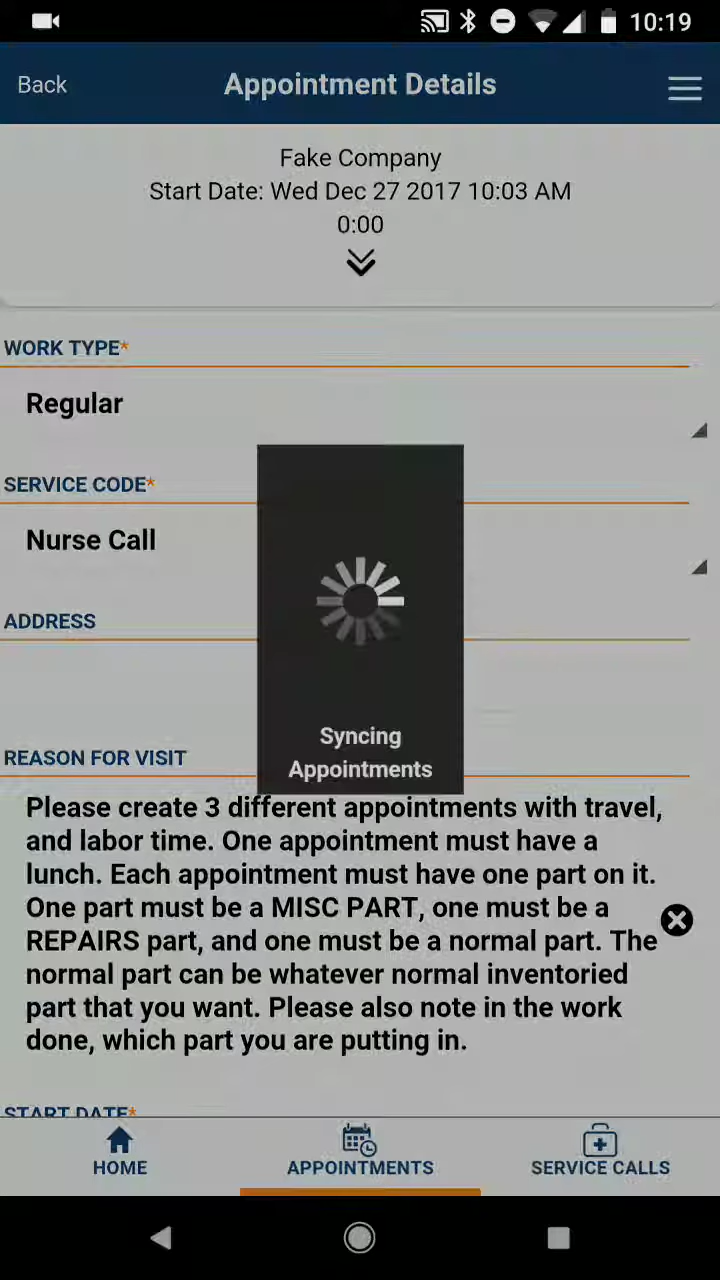 10:19
Back
Appointment Details
Fake Company
Start Date: Wed Dec 27 2017 10:03 AM
0:00
WORK TYPE*
Regular
SERVICE CODE*
Nurse Call
ADDRESS
Syncing
Appointments
REASON FOR VISIT
Please create 3 different appointments with travel,
and labor time. One appointment must have a
lunch. Each appointment must have one part on it.
One part must be a MISC PART, one must be a
REPAIRS part, and one must be a normal part. The
normal part can be whatever normal inventoried
part that you want. Please also note in the work
done, which part you are putting in.
START DATE*
HOME
APPOINTMENTS
SERVICE CALLS